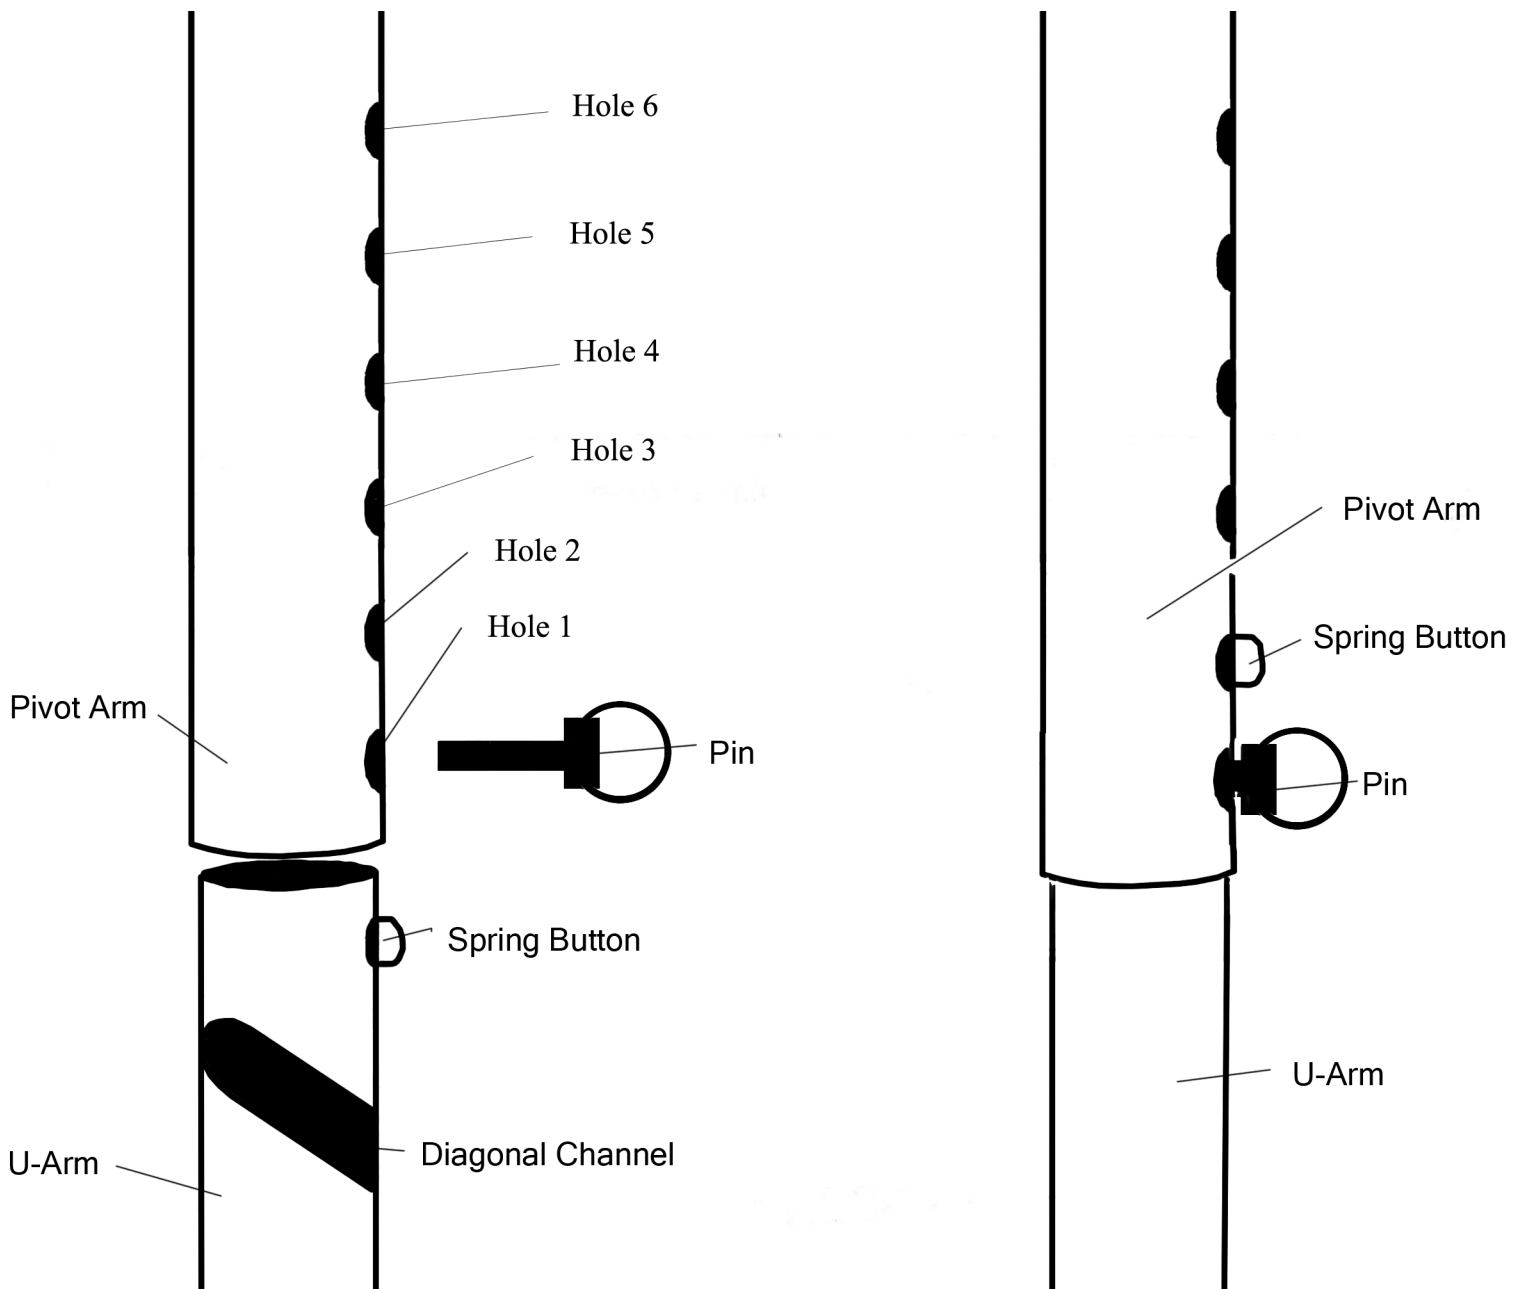 Hole 6
Hole 5
Hole 4
Hole 3
Hole 2
Hole 1
Pivot Arm
Pin
Spring Button
Diagonal Channel
U-Arm
Pivot Arm
Spring Button
Pin
U-Arm